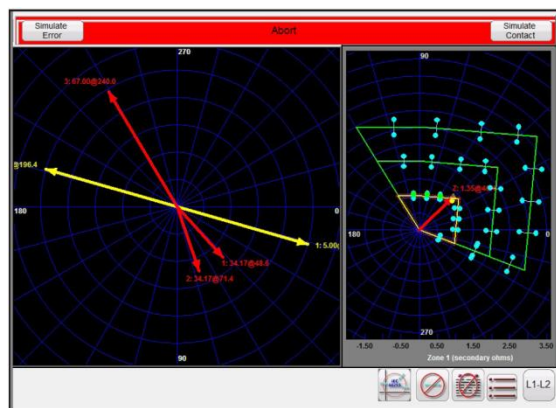 Simulate
Error
Abort
Simulate
Contact
270
3: 67.00@240.0
@196.4
180
0
1: 5.00
1: 34.17@48.6
2: 34.17@71.4
90
90
Z: 1.35@4
180
0
270
-1.50 -0.50 0.50 1.50 2.50 3.50
Zone 1 (secondary ohms)
L1-L2